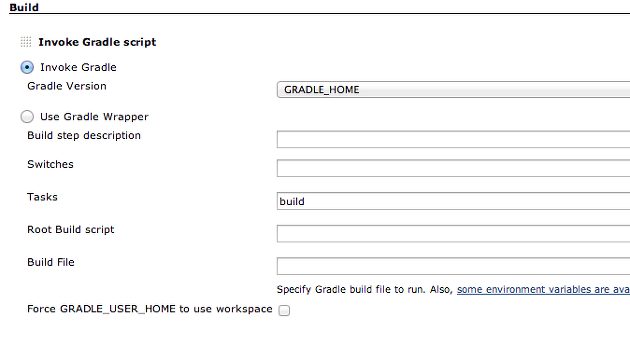 Build
Invoke Gradle script
Invoke Gradle
Gradle Version
GRADLE_HOME
Use Gradle Wrapper
Build step description
Switches
Tasks
build
Root Build script
Build File
Specify Gradle build file to run. Also, some environment variables are ava
Force GRADLE_USER_HOME to use workspace